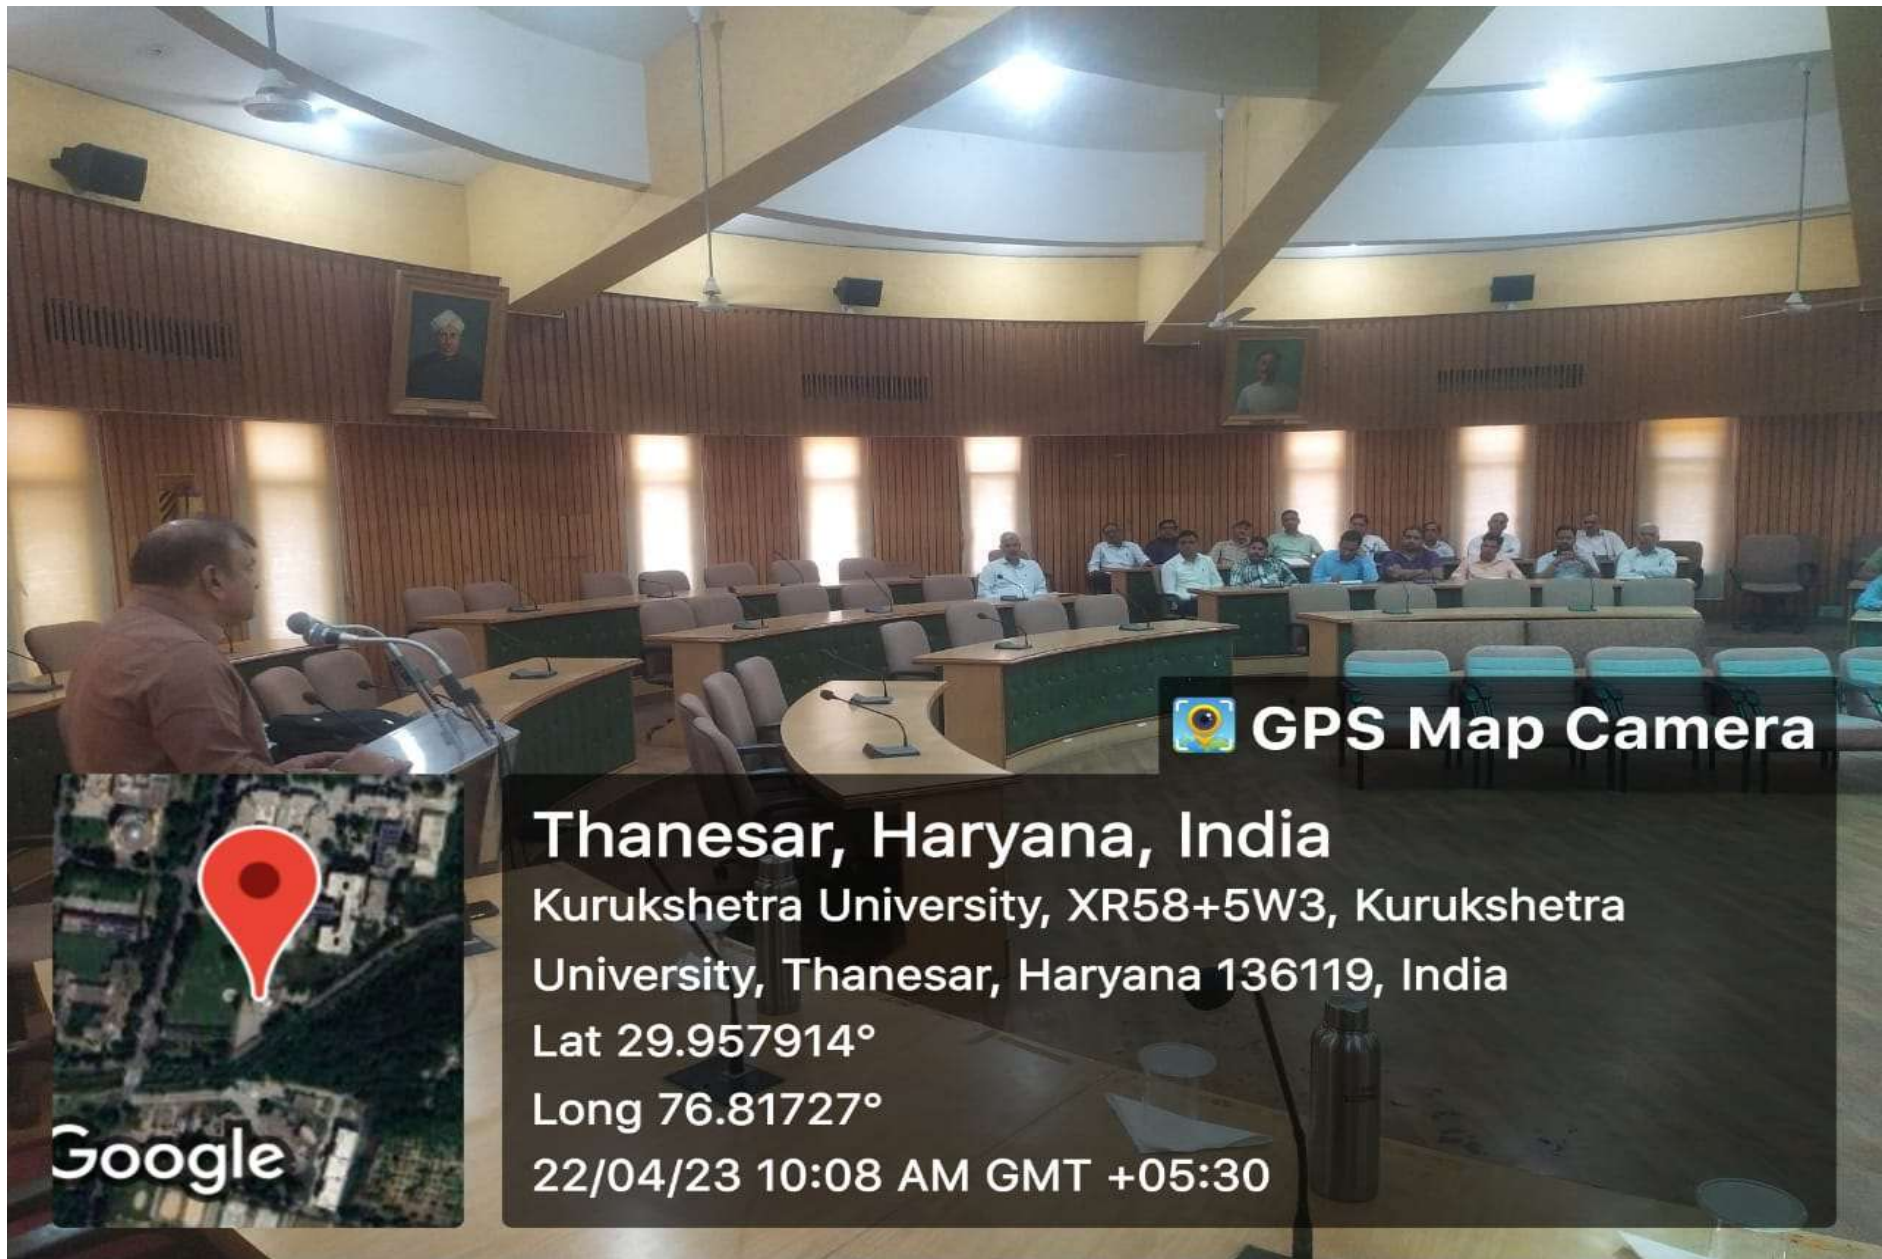 GPS Map Camera
Thanesar, Haryana, India
Kurukshetra University, XR58+5W3, Kurukshetra
University, Thanesar, Haryana 136119, India
Lat 29.957914°
Long 76.81727°
22/04/23 10:08 AM GMT +05:30
Google